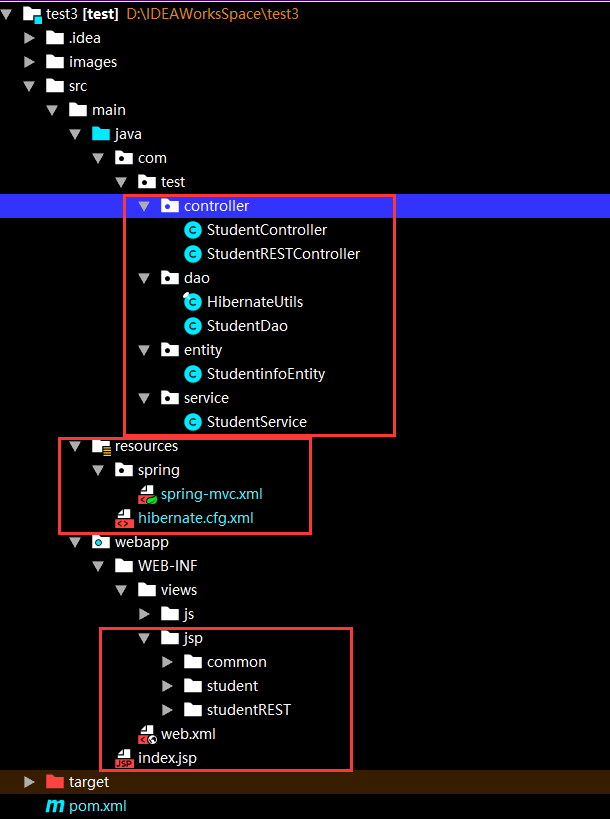 test3 [test] D:\IDEAWorksSpace\test3
.idea
images
src
main
java
com
test
controller
StudentController
StudentRESTController
dao
HibernateUtils
StudentDao
entity
StudentinfoEntity
service
StudentService
resources
spring
spring-mvc.xml
hibernate.cfg.xml
webapp
WEB-INF
views
js
jsp
common
student
studentREST
web.xml
index.jsp
target
pom.xml